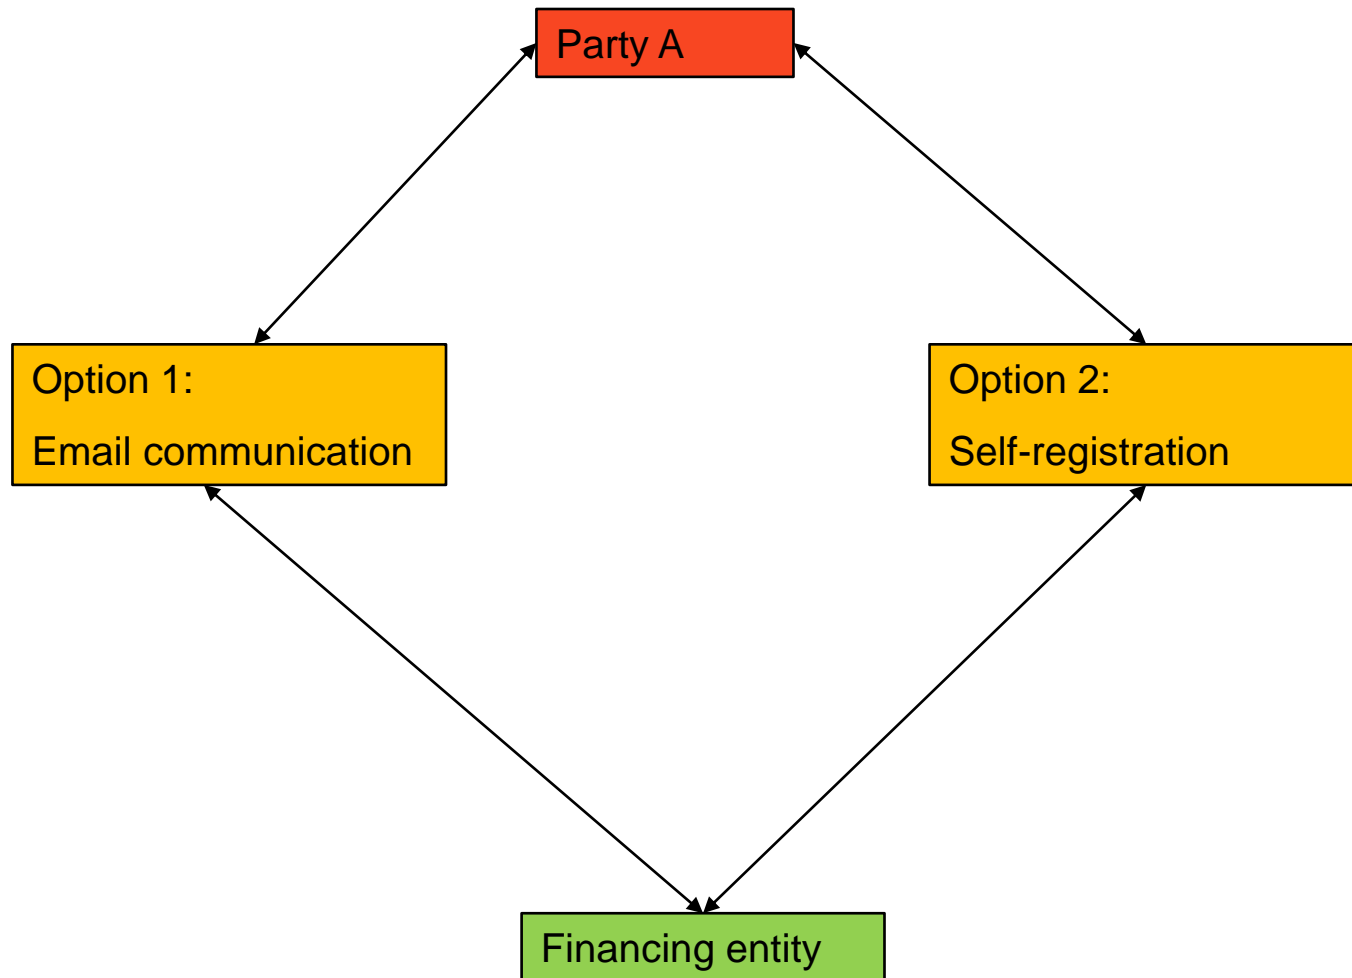 Party A
Option 1:
Email communication
Option 2:
Self-registration
Financing entity